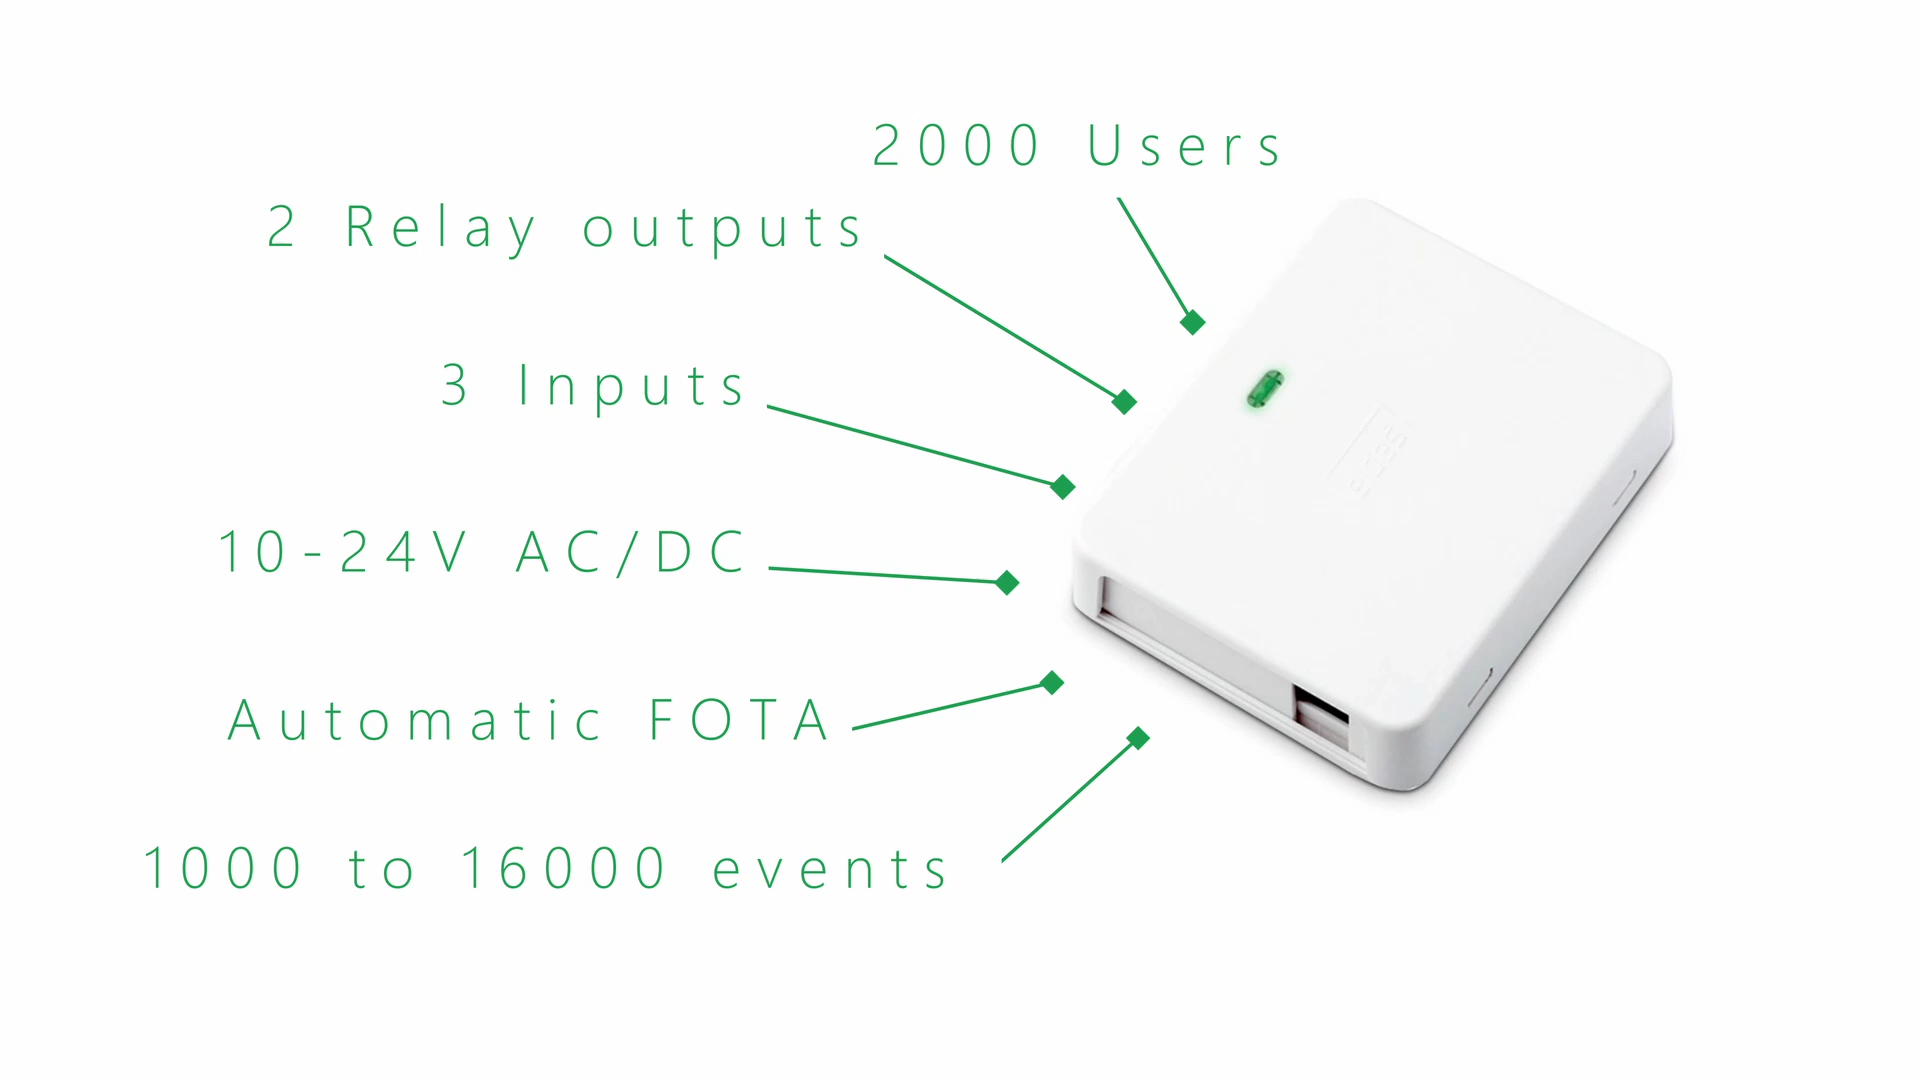 2000 Users
2 Relay outputs
3 Inputs
10-24V AC/DC
Automatic FOTA
1000 to 16000 events